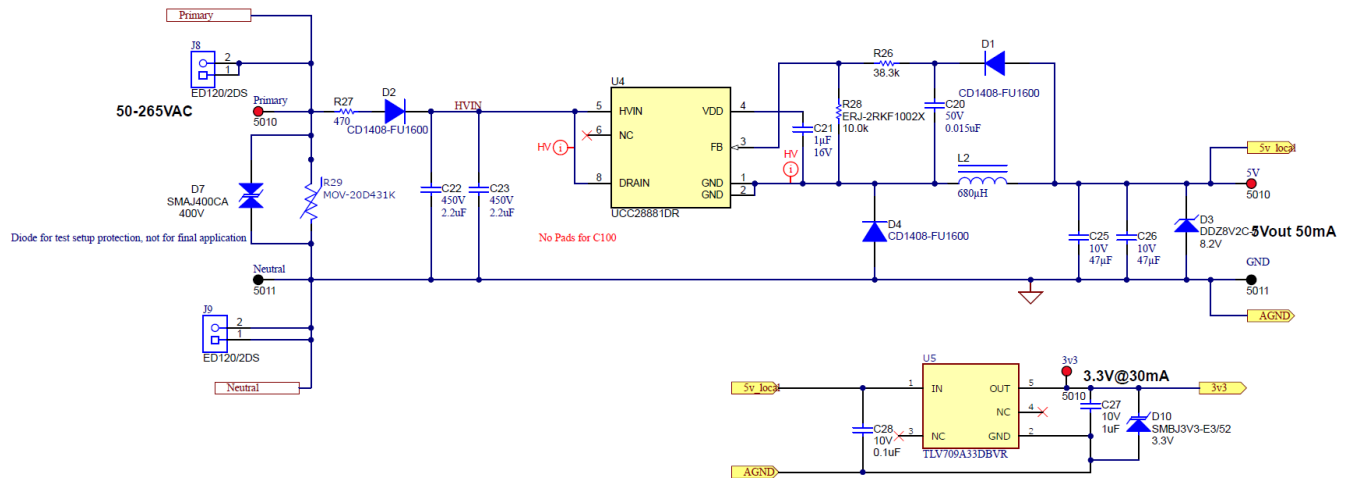 Primary
J8
2
1
ED120/2DS
50-265VAC
Primary
5010
R27
470
D2
CD1408-FU1600
HVIN
D7
SMAJ400CA
400V
R29
MOV-20D431K
Diode for test setup protection, not for final application
C22
450V
2.2uF
C23
450V
2.2uF
HV
i
U4
5
HVIN
6
NC
8
DRAIN
VDD
4
FB
3
GND
1
GND
2
UCC28881DR
No Pads for C100
C21
1µF
16V
HV
i
R28
ERJ-2RKF1002X
10.0k
R26
38.3k
D1
CD1408-FU1600
C20
50V
0.015uF
L2
680µH
D4
CD1408-FU1600
C25
10V
47µF
C26
10V
47µF
D3
8.2V
5Vout 50mA
5v_local
5V
5010
GND
5011
AGND
Neutral
5011
J9
2
1
ED120/2DS
Neutral
5v_local
AGND
C28
10V
0.1uF
U5
1
IN
3
NC
OUT
5
NC
4
GND
2
TLV709A33DBVR
3v3
5010
3.3V@30mA
3v3
C27
10V
1uF
D10
SMBJ3V3-E3/52
3.3V